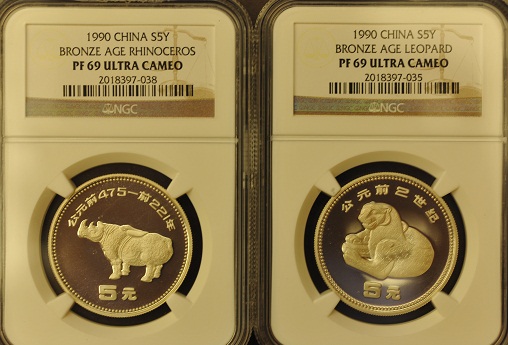 1990 CHINA S5Y
BRONZE AGE RHINOCEROS
PF 69 ULTRA CAMEO
2018397-038
NGC
公元前475-前221年
5元
1990 CHINA S5Y
BRONZE AGE LEOPARD
PF 69 ULTRA CAMEO
2018397-035
NGC
公元前2世纪
5元